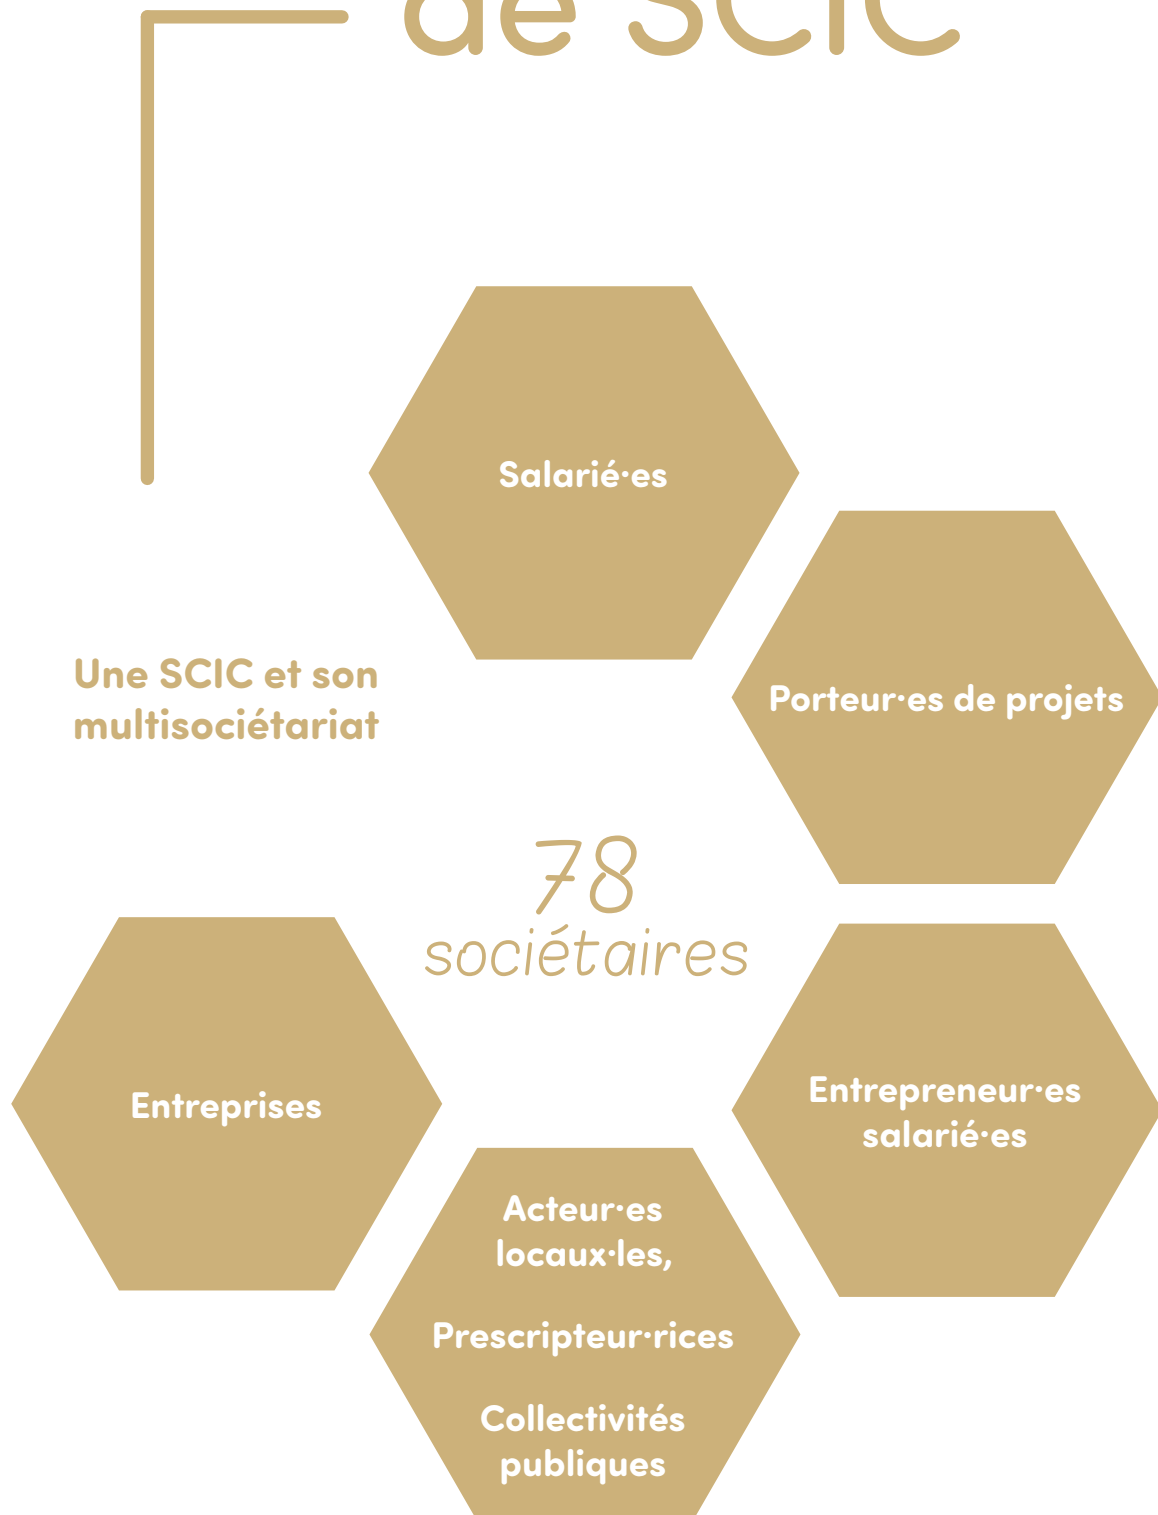 de SCIC
Salarié·es
Porteur·es de projets
Une SCIC et son
multisociétariat
78
sociétaires
Entreprises
Entrepreneur·es
salarié·es
Acteur·es
locaux·les,
Prescripteur·rices
Collectivités
publiques